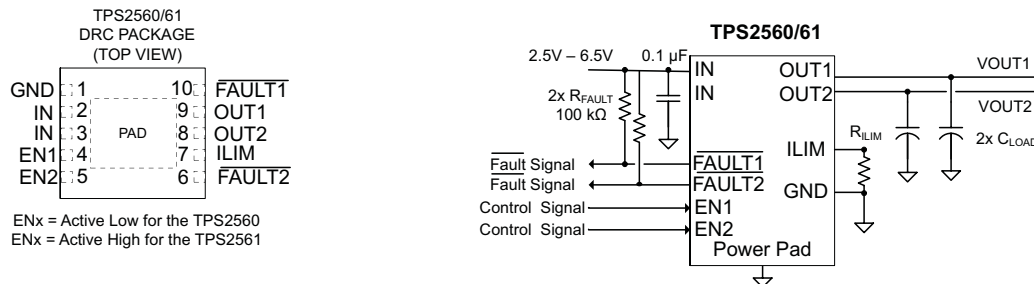 TPS2560/61
DRC PACKAGE
(TOP VIEW)
GND 1
IN 2
IN 3
EN1 4
EN2 5
PAD
10 FAULT1
9 OUT1
8 OUT2
7 ILIM
6 FAULT2
ENx = Active Low for the TPS2560
ENx = Active High for the TPS2561
TPS2560/61
2.5V – 6.5V
0.1 µF
2x RFAULT
100 kΩ
IN
IN
OUT1
OUT2
VOUT1
VOUT2
RILIM
2x CLOAD
ILIM
GND
Fault Signal
FAULT1
Fault Signal
FAULT2
Control Signal
EN1
Control Signal
EN2
Power Pad